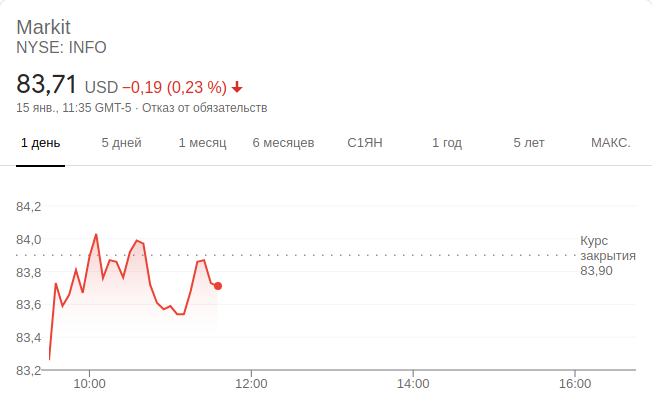 Markit
NYSE: INFO
83,71 USD −0,19 (0,23 %)
15 янв., 11:35 GMT-5 · Отказ от обязательств
1 день 5 дней 1 месяц 6 месяцев С1ЯН 1 год 5 лет МАКС.
84,2
84,0
83,8
83,6
83,4
83,2
Курс
закрытия
83,90
10:00 12:00 14:00 16:00